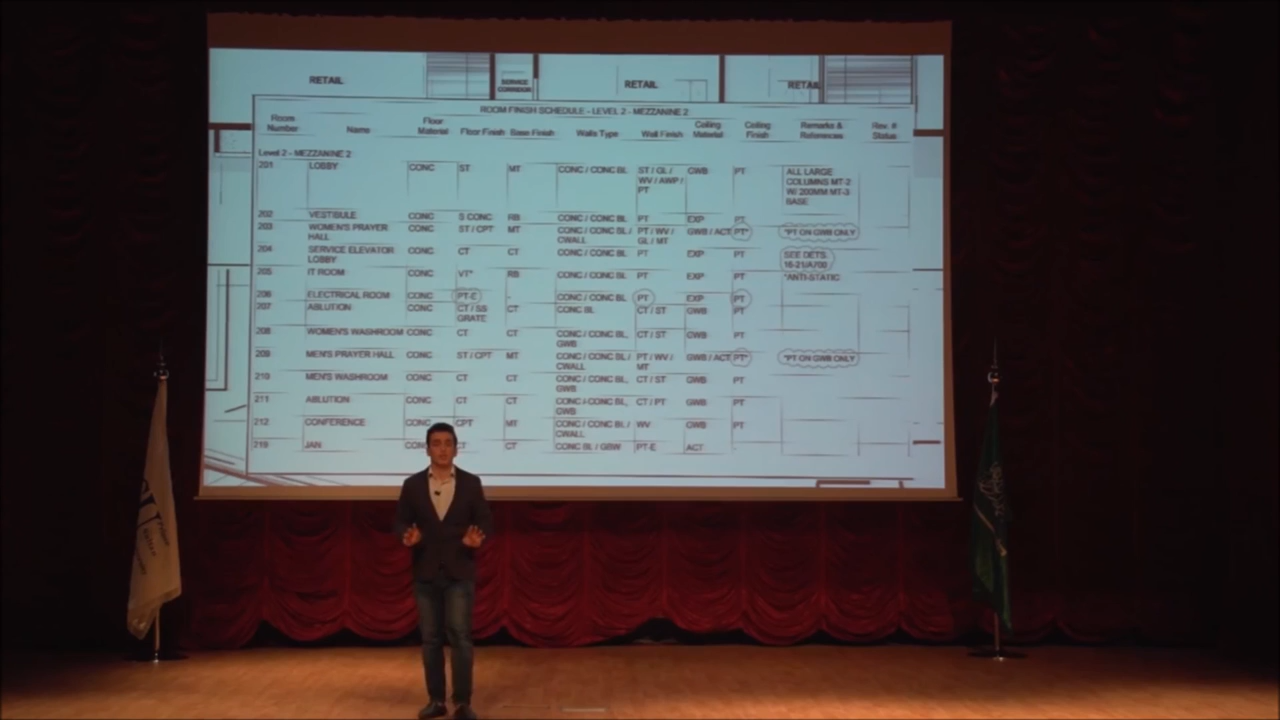 RETAIL
SERVICE
CORRIDOR
RETAIL
RETAIL
ROOM FINISH SCHEDULE - LEVEL 2 - MEZZANINE 2
Room Number Name Floor Material Floor Finish Base Finish Walls Type Wall Finish Ceiling Material Ceiling Finish Remarks & References Rev. # Status
Level 2 - MEZZANINE 2
201 LOBBY CONC ST MT CONC / CONC BL ST / GL / WV / AWP / PT GWB PT ALL LARGE COLUMNS MT-2 W/ 200MM MT-3 BASE
202 VESTIBULE CONC S CONC RB CONC / CONC BL PT EXP PT
203 WOMEN'S PRAYER HALL CONC ST / CPT MT CONC / CONC BL / CWALL PT / WV / GL / MT GWB / ACT PT* *PT ON GWB ONLY
204 SERVICE ELEVATOR LOBBY CONC CT CT CONC / CONC BL PT EXP PT SEE DETS. 16-21/A700
205 IT ROOM CONC VT* RB CONC / CONC BL PT EXP PT *ANTI-STATIC
206 ELECTRICAL ROOM CONC PT-E - CONC / CONC BL PT EXP PT
207 ABLUTION CONC CT / SS GRATE CT CONC BL CT / ST GWB PT
208 WOMEN'S WASHROOM CONC CT CT CONC / CONC BL, GWB CT / ST GWB PT
209 MEN'S PRAYER HALL CONC ST / CPT MT CONC / CONC BL / CWALL PT / WV / MT GWB / ACT PT* *PT ON GWB ONLY
210 MEN'S WASHROOM CONC CT CT CONC / CONC BL, GWB CT / ST GWB PT
211 ABLUTION CONC CT CT CONC / CONC BL, GWB CT / PT GWB PT
212 CONFERENCE CONC CPT MT CONC / CONC BL / CWALL WV GWB PT
219 JAN CON CT CT CONC BL / GBW PT-E ACT -